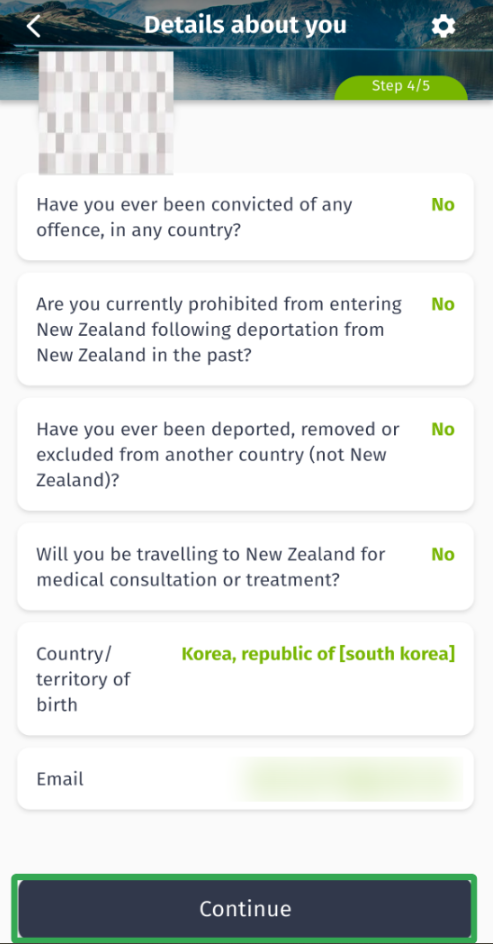 Details about you
Step 4/5
Have you ever been convicted of any
offence, in any country?
No
Are you currently prohibited from entering
New Zealand following deportation from
New Zealand in the past?
No
Have you ever been deported, removed or
excluded from another country (not New
Zealand)?
No
Will you be travelling to New Zealand for
medical consultation or treatment?
No
Country/
territory of
birth
Korea, republic of [south korea]
Email
Continue